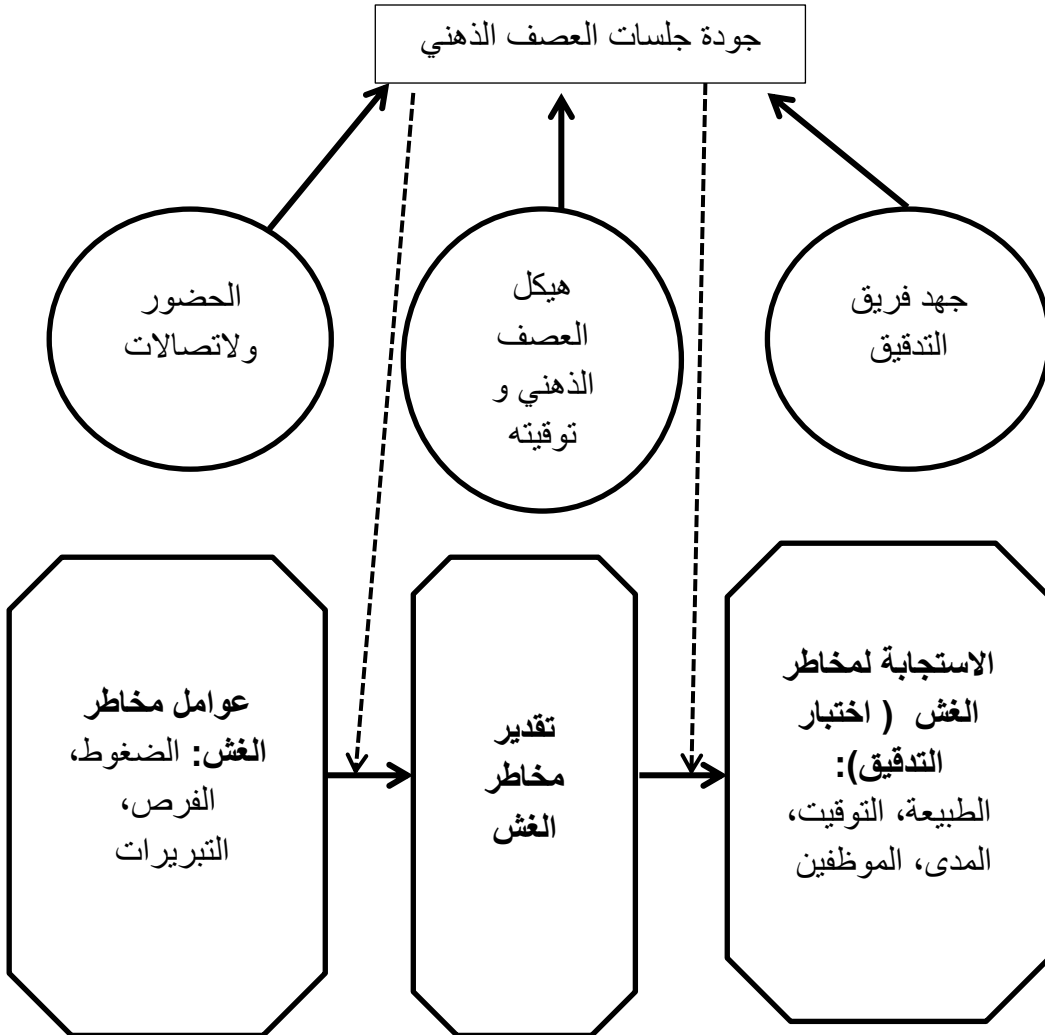 جودة جلسات العصف الذهني
جهد فريق
التدقيق
هيكل
العصف
الذهني و
توقيته
الحضور
ولاتصالات
الاستجابة لمخاطر
الغش ( اختبار
التدقيق):
الطبيعة، التوقيت،
المدى، الموظفين
تقدير
مخاطر
الغش
عوامل مخاطر
الغش: الضغوط،
الفرص،
التبريرات